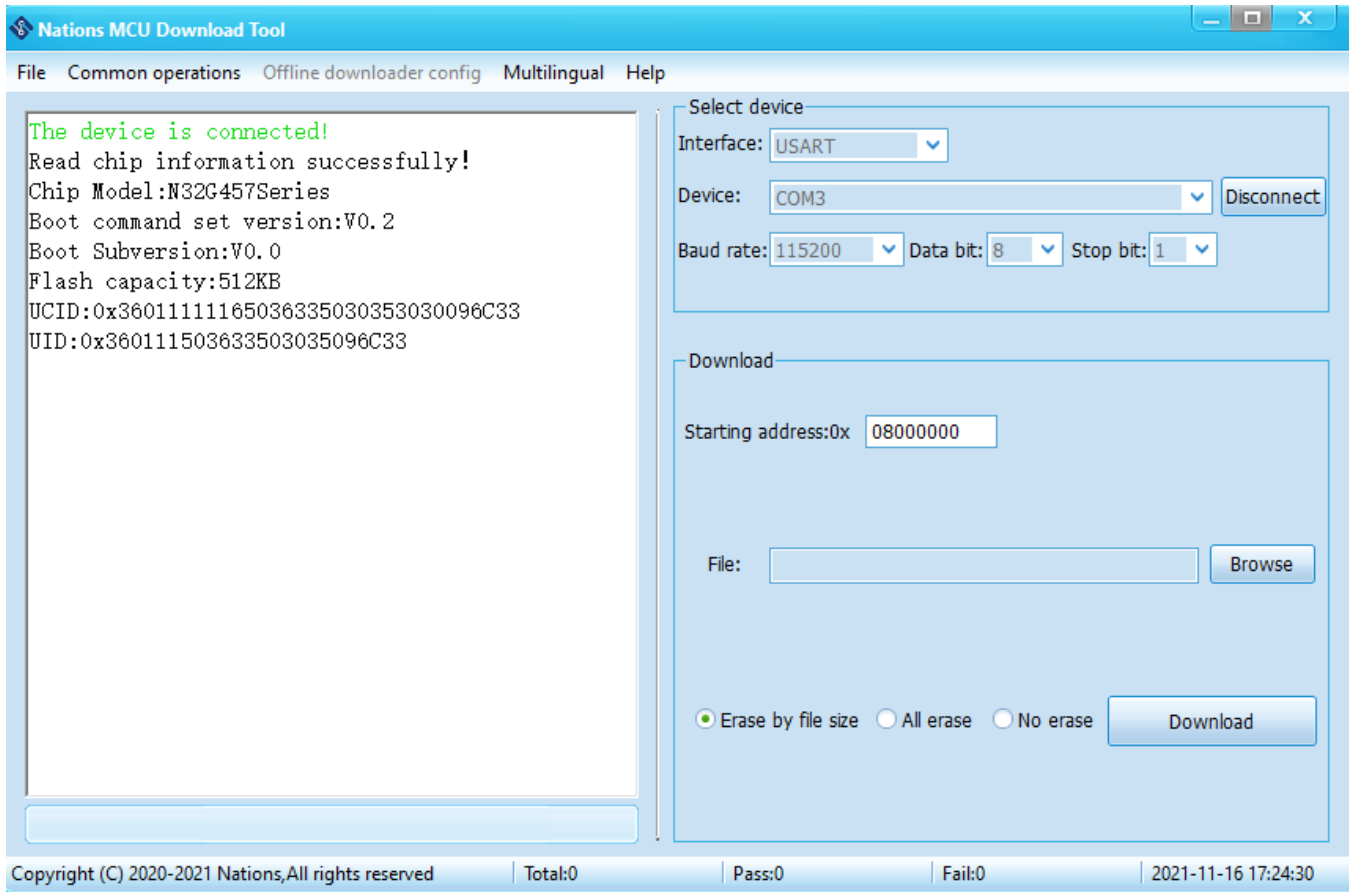 Nations MCU Download Tool
File Common operations Offline downloader config Multilingual Help
The device is connected!
Read chip information successfully!
Chip Model:N32G457Series
Boot command set version:V0.2
Boot Subversion:V0.0
Flash capacity:512KB
UCID:0x36011111165036335030353030096C33
UID:0x360111503633503035096C33
Select device
Interface: USART
Device: COM3 Disconnect
Baud rate: 115200 Data bit: 8 Stop bit: 1
Download
Starting address:0x 08000000
File: Browse
Erase by file size All erase No erase Download
Copyright (C) 2020-2021 Nations,All rights reserved Total:0 Pass:0 Fail:0 2021-11-16 17:24:30